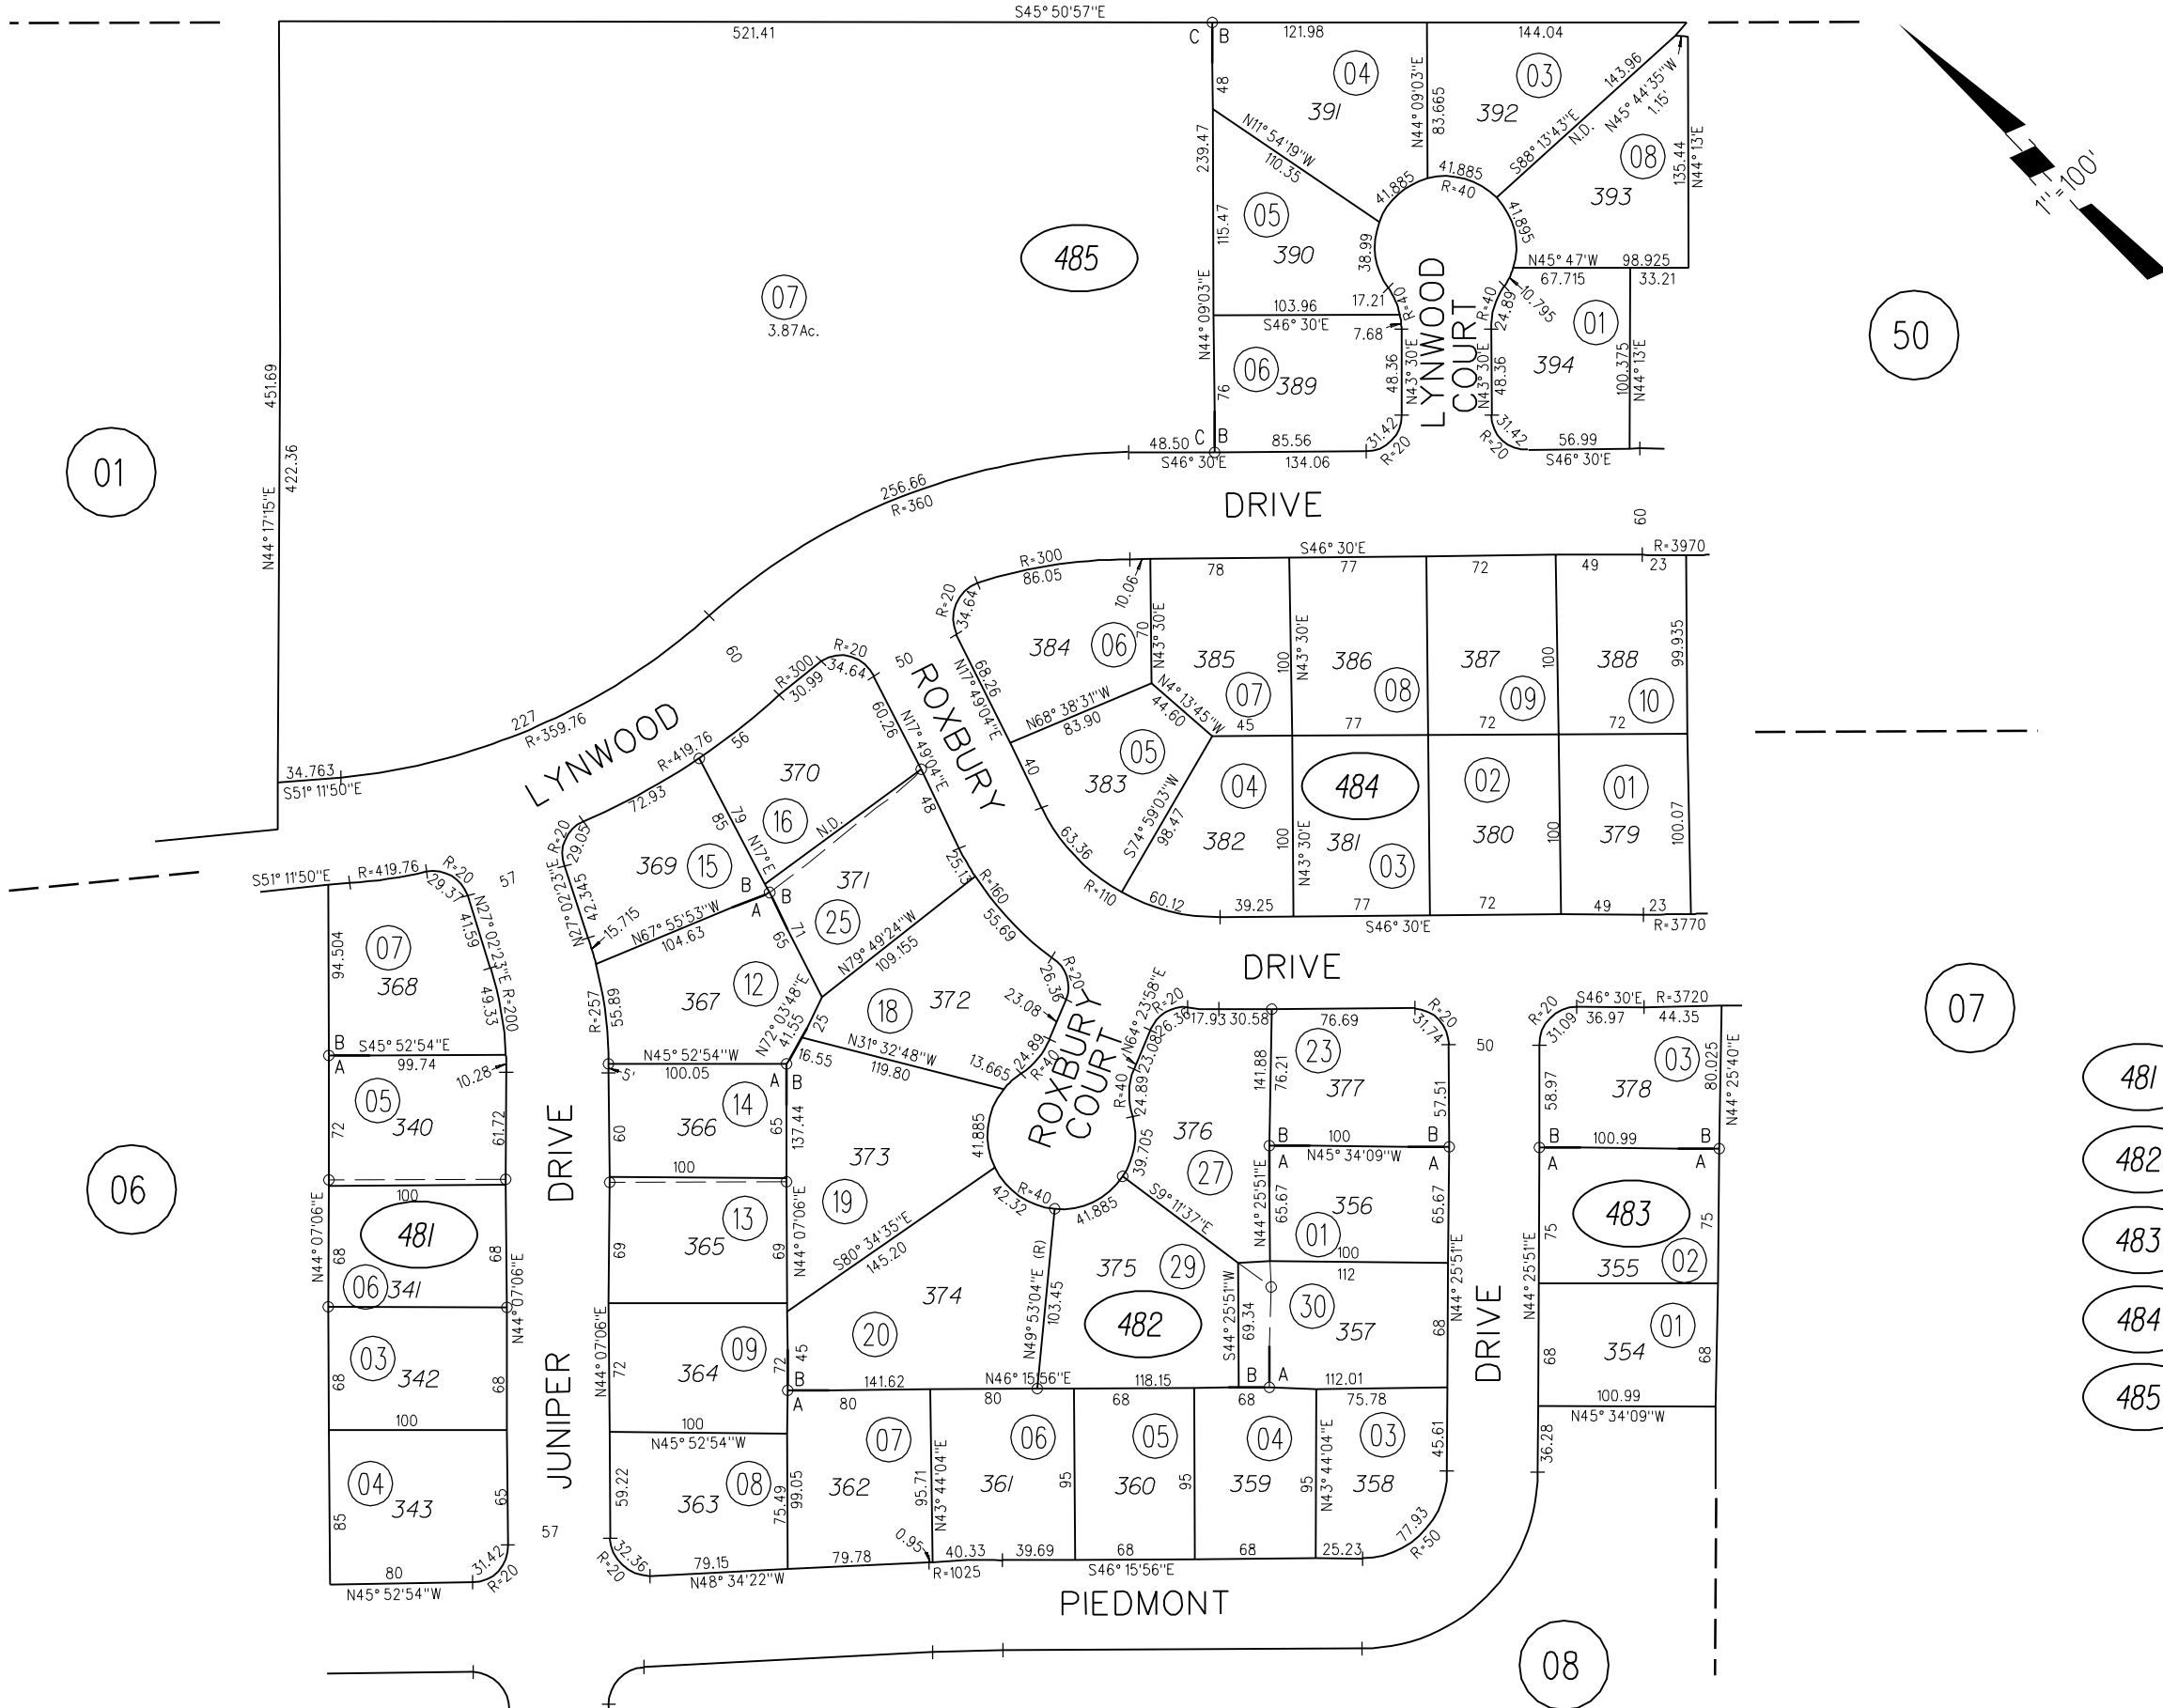 S45° 50'57"E
521.41
C
B
121.98
144.04
48
04
391
N44° 09'03"E
83.665
03
392
143.96
S88° 13'43"E
N.D.
N45° 44'35"W
1.15'
08
393
135.44
N44° 13'E
1"=100'
239.47
N11° 54'19"W
110.35
41.885
41.885
R=40
41.895
05
390
115.47
38.99
485
07
3.87Ac.
N44° 09'03"E
103.96
S46° 30'E
17.21
R=40
7.68
LYNWOOD
COURT
N45° 47'W
98.925
67.715
33.21
10.795
R=40
24.89
01
394
100.375
N44° 13'E
50
06
389
76
48.36
N43° 30'E
N43° 30'E
48.36
451.69
422.36
N44° 17'15"E
01
48.50
C
B
S46° 30'E
85.56
134.06
31.42
R=20
31.42
R=20
56.99
S46° 30'E
256.66
R=360
DRIVE
60
R=300
86.05
10.06
S46° 30'E
R=3970
78
77
72
49
23
R=20
34.64
06
384
70
N43° 30'E
385
07
100
N43° 30'E
386
08
387
09
100
388
10
99.935
60
R=300
30.99
R=20
34.64
50
ROXBURY
68.26
N17° 49'04"E
N68° 38'31"W
83.90
N4° 13'45"W
44.60
45
77
72
72
227
R=359.76
LYNWOOD
R=419.76
56
60.26
N17° 49'04"E
05
383
40
04
382
484
02
380
01
379
34.763
S51° 11'50"E
72.93
370
16
79
85
N.D.
N17°E
48
63.36
R=110
S74° 59'03"W
98.47
100
N43° 30'E
381
03
100
100.07
R=20
29.05
369
15
B
B
A
371
25
25.13
R=160
55.69
60.12
39.25
77
72
49
23
S46° 30'E
R=3770
S51° 11'50"E
R=419.76
R=20
29.37
57
N27° 02'23"E
41.59
N27° 02'23"E
42.345
15.715
N67° 55'53"W
104.63
71
65
N79° 49'24"W
109.155
94.504
07
368
R=200
49.33
R=257
55.89
12
367
N72° 03'48"E
41.55
25
18
372
26.36
R=20
23.08
DRIVE
07
R=20
26.36
N64° 23'58"E
23.08
17.93
30.58
76.69
R=20
31.74
50
R=20
31.09
S46° 30'E
R=3720
36.97
44.35
B
A
S45° 52'54"E
99.74
10.28
N45° 52'54"W
100.05
5'
16.55
N31° 32'48"W
119.80
13.665
24.89
R=40
ROXBURY
COURT
R=40
24.89
141.88
76.21
23
377
57.51
58.97
03
378
80.025
N44° 25'40"E
481
05
340
72
61.72
DRIVE
14
366
60
65
A
B
137.44
373
41.885
376
27
39.705
B
B
A
A
100
N45° 34'09"W
B
B
A
A
100.99
482
06
N44° 07'06"E
100
481
68
68
06
341
100
13
365
69
69
N44° 07'06"E
19
S80° 34'35"E
145.20
42.32
R=40
41.885
S9° 11'37"E
N44° 25'51"E
65.67
356
01
65.67
483
75
75
02
355
483
N44° 07'06"E
N44° 07'06"E
374
20
N49° 53'04"E (R)
103.45
375
29
482
S44° 25'51"W
69.34
100
112
30
357
68
N44° 25'51"E
DRIVE
N44° 25'51"E
01
354
68
68
484
03
342
68
68
JUNIPER
09
364
72
72
45
B
A
141.62
N46° 15'56"E
118.15
B
A
112.01
485
80
80
68
68
75.78
100.99
N45° 34'09"W
100
100
N45° 52'54"W
04
343
85
65
57
59.22
08
363
75.49
99.05
07
362
95.71
N43° 44'04"E
06
361
95
05
360
95
04
359
95
N43° 44'04"E
03
358
45.61
36.28
80
N45° 52'54"W
31.42
R=20
32.36
R=20
79.15
N48° 34'22"W
79.78
0.95
40.33
R=1025
39.69
68
S46° 15'56"E
68
25.23
77.93
R=50
PIEDMONT
08